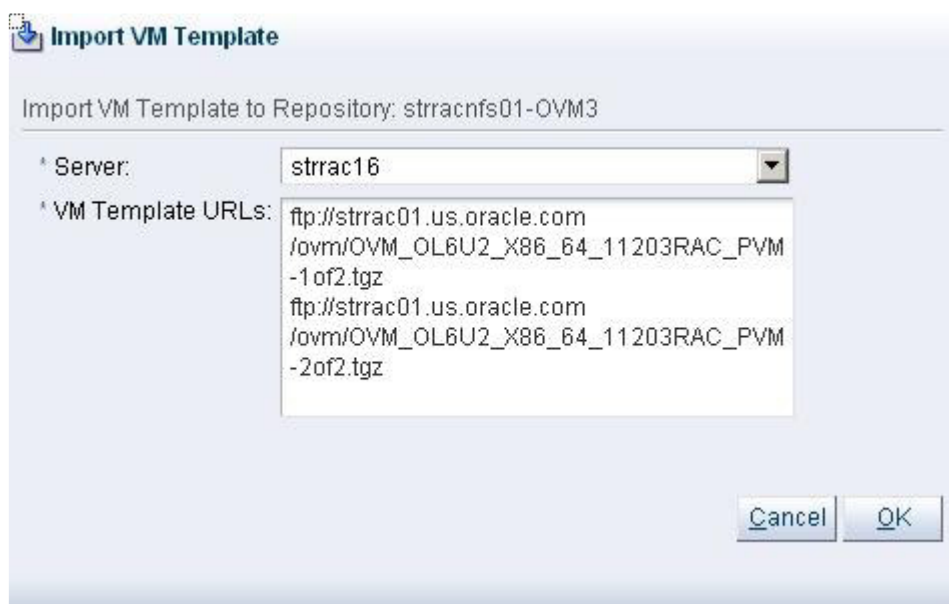 Import VM Template
Import VM Template to Repository: strracnfs01-OVM3
* Server:
strrac16
* VM Template URLs:
ftp://strrac01.us.oracle.com
/ovm/OVM_OL6U2_X86_64_11203RAC_PVM
-1of2.tgz
ftp://strrac01.us.oracle.com
/ovm/OVM_OL6U2_X86_64_11203RAC_PVM
-2of2.tgz
Cancel
OK